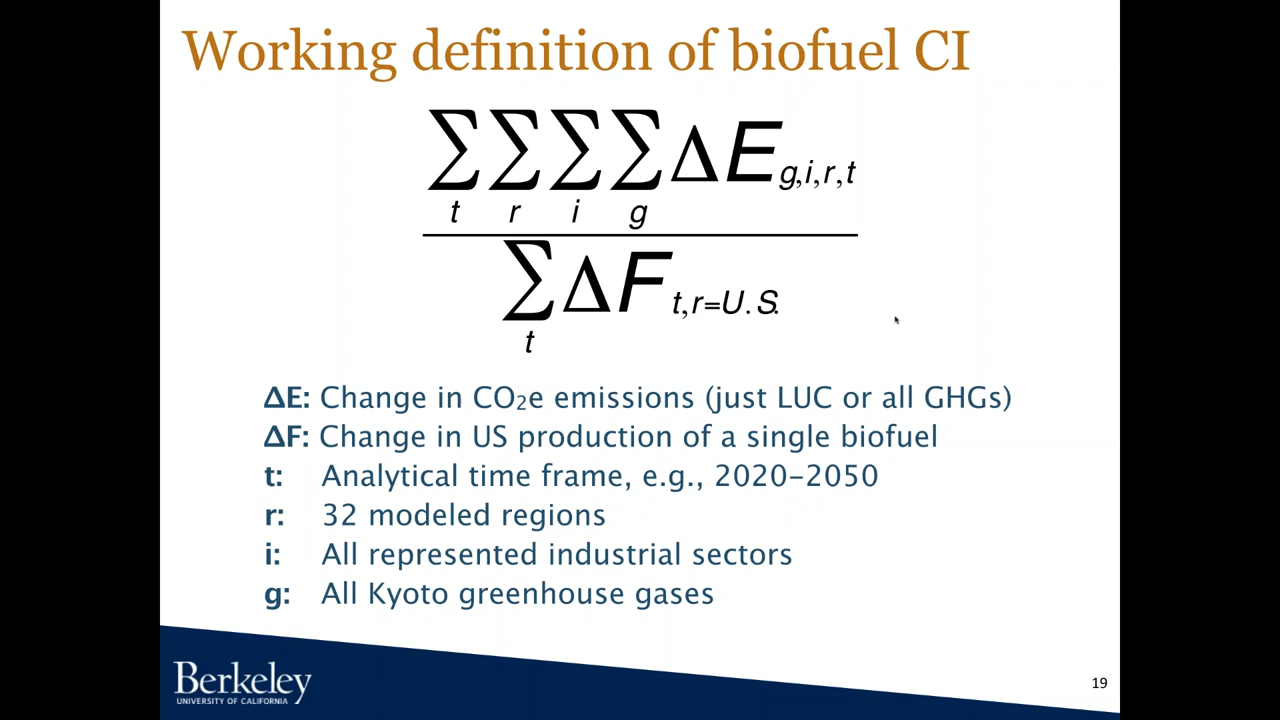 Working definition of biofuel CI
∑ ∑ ∑ ∑ ΔE g,i,r,t
t r i g
∑ ΔF t,r=U.S.
t
ΔE: Change in CO₂e emissions (just LUC or all GHGs)
ΔF: Change in US production of a single biofuel
t: Analytical time frame, e.g., 2020–2050
r: 32 modeled regions
i: All represented industrial sectors
g: All Kyoto greenhouse gases
Berkeley
UNIVERSITY OF CALIFORNIA
19